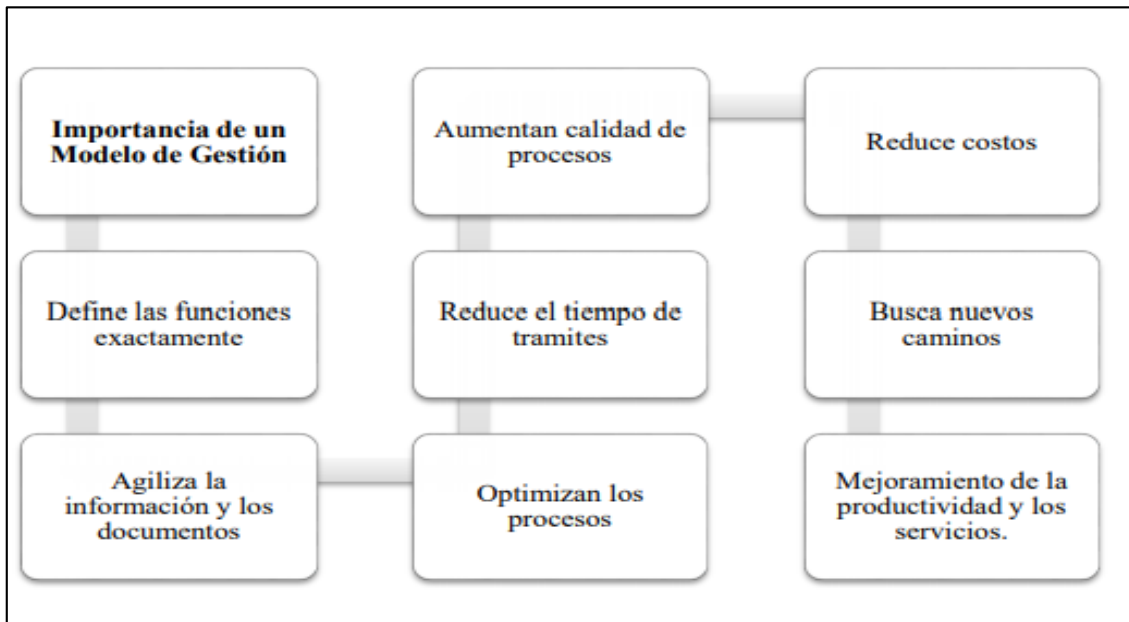 Importancia de un
Modelo de Gestión
Define las funciones
exactamente
Agiliza la
información y los
documentos
Optimizan los
procesos
Reduce el tiempo de
tramites
Aumentan calidad de
procesos
Reduce costos
Busca nuevos
caminos
Mejoramiento de la
productividad y los
servicios.